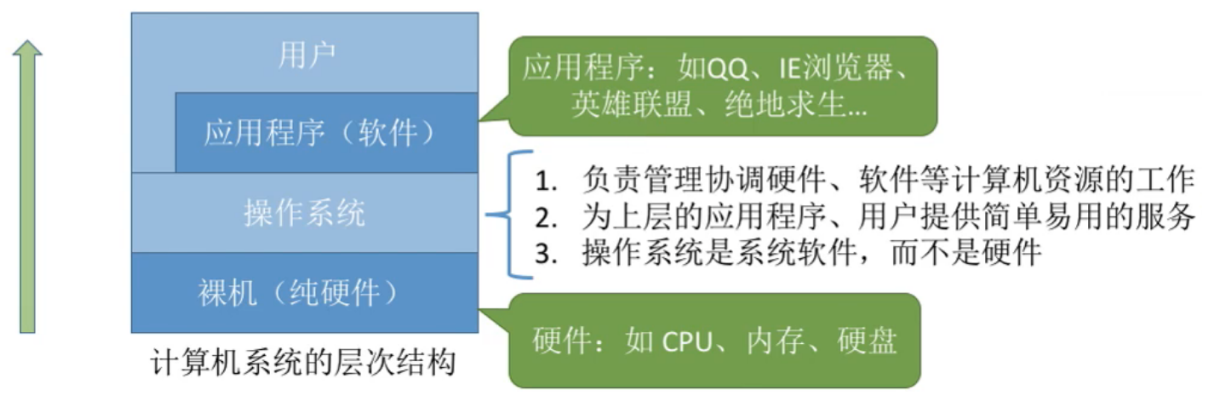 用户
应用程序（软件）
操作系统
裸机（纯硬件）
计算机系统的层次结构
应用程序：如QQ、IE浏览器、
英雄联盟、绝地求生...
1. 负责管理协调硬件、软件等计算机资源的工作
2. 为上层的应用程序、用户提供简单易用的服务
3. 操作系统是系统软件，而不是硬件
硬件：如 CPU、内存、硬盘